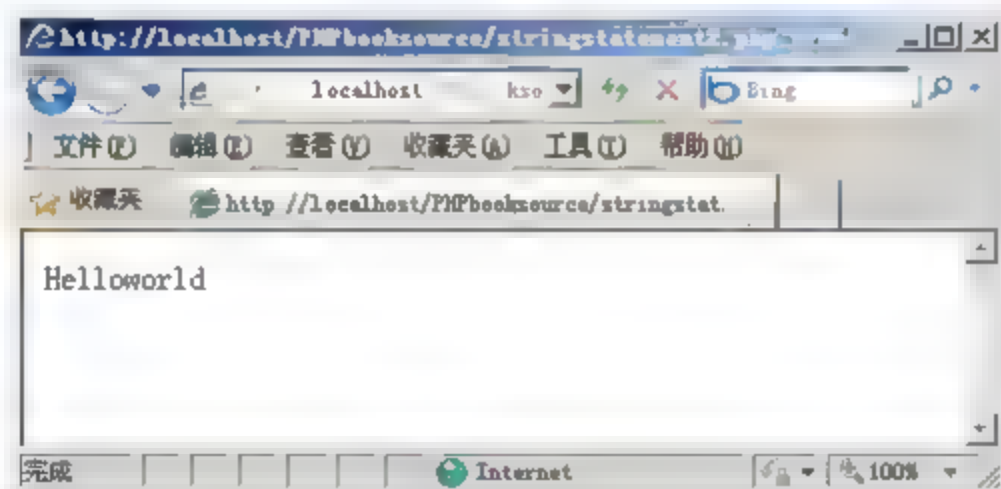 http://localhost/PHPbooksource/stringstatement
localhost kso Bing
文件(F) 编辑(E) 查看(V) 收藏夹(A) 工具(T) 帮助(H)
收藏夹 http //localhost/PHPbooksource/stringstat.
Helloworld
完成 Internet 100%